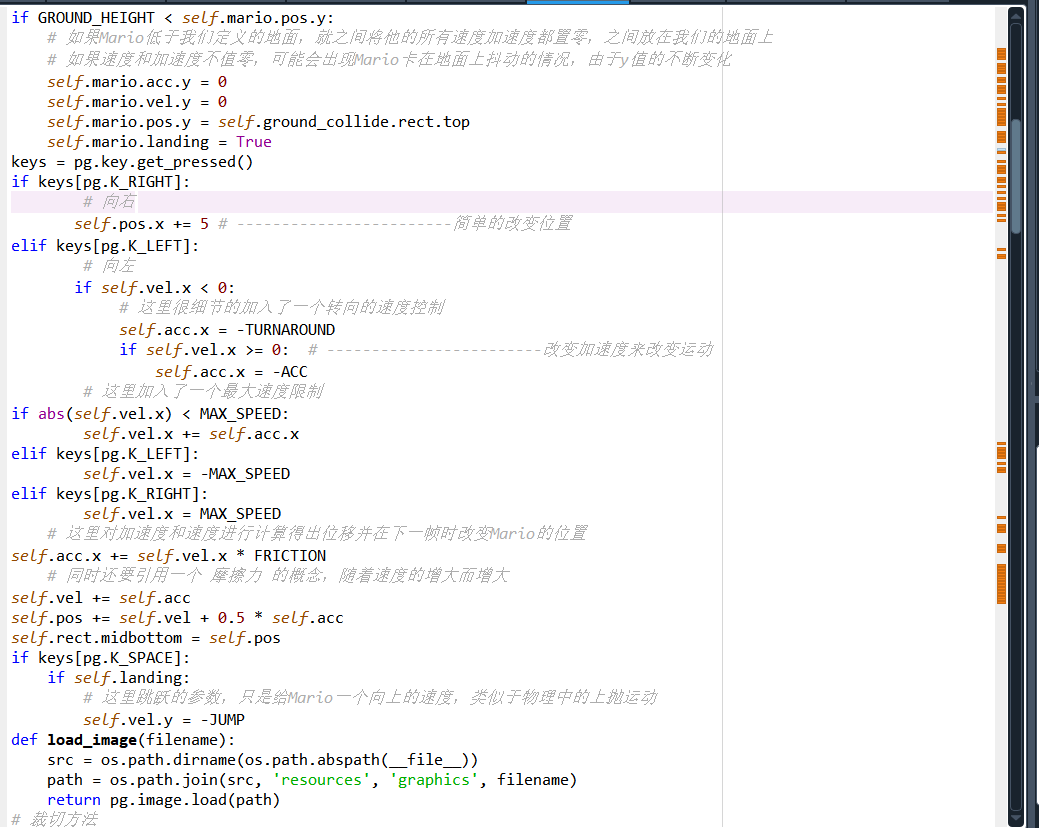 if GROUND_HEIGHT < self.mario.pos.y:
# 如果Mario低于我们定义的地面，就之间将他的所有速度加速度都置零，之间放在我们的地面上
# 如果速度和加速度不值零，可能会出现Mario卡在地面上抖动的情况，由于y值的不断变化
self.mario.acc.y = 0
self.mario.vel.y = 0
self.mario.pos.y = self.ground_collide.rect.top
self.mario.landing = True
keys = pg.key.get_pressed()
if keys[pg.K_RIGHT]:
# 向右
self.pos.x += 5 # ------------------------简单的改变位置
elif keys[pg.K_LEFT]:
# 向左
if self.vel.x < 0:
# 这里很细节的加入了一个转向的速度控制
self.acc.x = -TURNAROUND
if self.vel.x >= 0:  # ------------------------改变加速度来改变运动
self.acc.x = -ACC
# 这里加入了一个最大速度限制
if abs(self.vel.x) < MAX_SPEED:
self.vel.x += self.acc.x
elif keys[pg.K_LEFT]:
self.vel.x = -MAX_SPEED
elif keys[pg.K_RIGHT]:
self.vel.x = MAX_SPEED
# 这里对加速度和速度进行计算得出位移并在下一帧时改变Mario的位置
self.acc.x += self.vel.x * FRICTION
# 同时还要引用一个 摩擦力 的概念，随着速度的增大而增大
self.vel += self.acc
self.pos += self.vel + 0.5 * self.acc
self.rect.midbottom = self.pos
if keys[pg.K_SPACE]:
if self.landing:
# 这里跳跃的参数，只是给Mario一个向上的速度，类似于物理中的上抛运动
self.vel.y = -JUMP
def load_image(filename):
src = os.path.dirname(os.path.abspath(__file__))
path = os.path.join(src, 'resources', 'graphics', filename)
return pg.image.load(path)
# 裁切方法